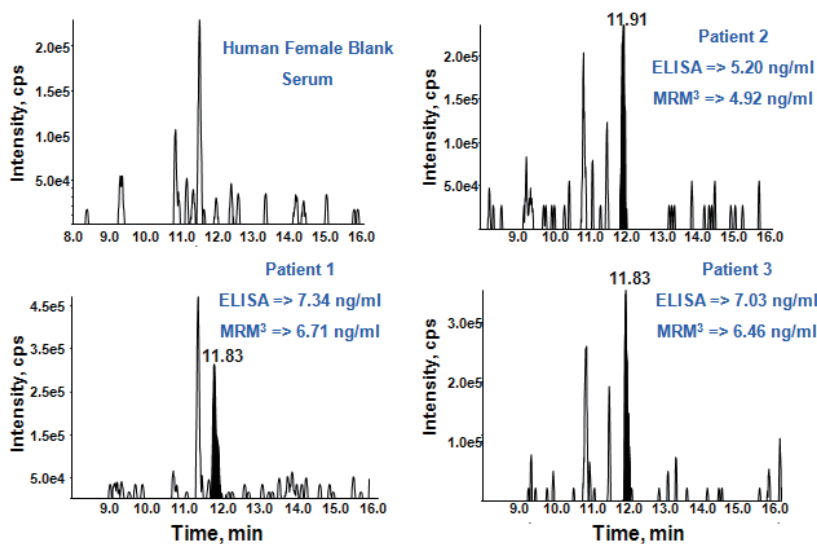 Human Female Blank
Serum
Intensity, cps
2.0e5
1.5e5
1.0e5
5.0e4
8.0 9.0 10.0 11.0 12.0 13.0 14.0 15.0 16.0
11.91
Patient 2
ELISA => 5.20 ng/ml
MRM³ => 4.92 ng/ml
Intensity, cps
2.0e5
1.5e5
1.0e5
5.0e4
9.0 10.0 11.0 12.0 13.0 14.0 15.0 16.0
Patient 1
ELISA => 7.34 ng/ml
MRM³ => 6.71 ng/ml
11.83
Intensity, cps
4.5e5
3.5e5
2.5e5
1.5e5
5.0e4
9.0 10.0 11.0 12.0 13.0 14.0 15.0 16.0
Time, min
11.83
Patient 3
ELISA => 7.03 ng/ml
MRM³ => 6.46 ng/ml
Intensity, cps
3.0e5
2.0e5
1.0e5
9.0 10.0 11.0 12.0 13.0 14.0 15.0 16.0
Time, min